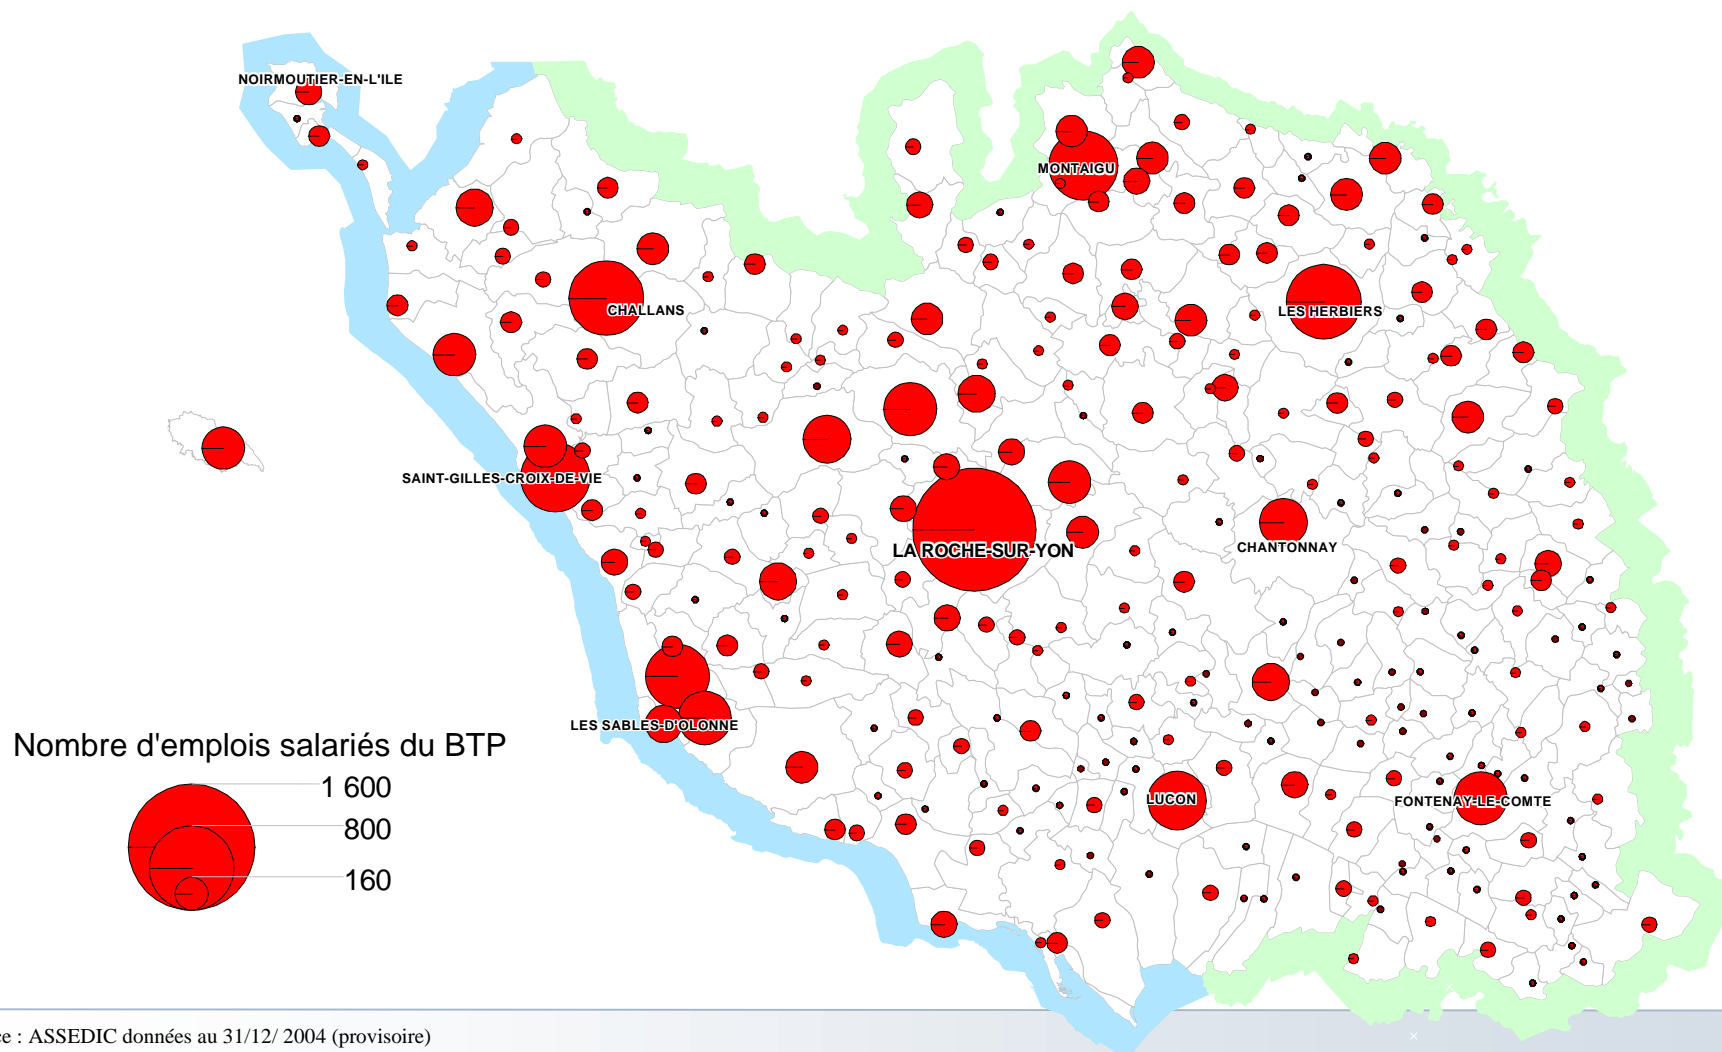 NOIRMOUTIER-EN-L'ILE
MONTAIGU
CHALLANS
LES HERBIERS
SAINT-GILLES-CROIX-DE-VIE
LA ROCHE-SUR-YON
CHANTONNAY
LES SABLES-D'OLONNE
LUCON
FONTENAY-LE-COMTE
Nombre d'emplois salariés du BTP
1 600
800
160
ce : ASSEDIC données au 31/12/ 2004 (provisoire)